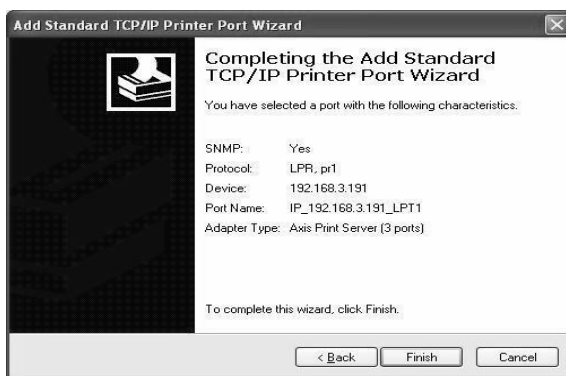 Add Standard TCP/IP Printer Port Wizard
Completing the Add Standard
TCP/IP Printer Port Wizard
You have selected a port with the following characteristics.
SNMP: Yes
Protocol: LPR, pr1
Device: 192.168.3.191
Port Name: IP_192.168.3.191_LPT1
Adapter Type: Axis Print Server (3 ports)
To complete this wizard, click Finish.
< Back Finish Cancel